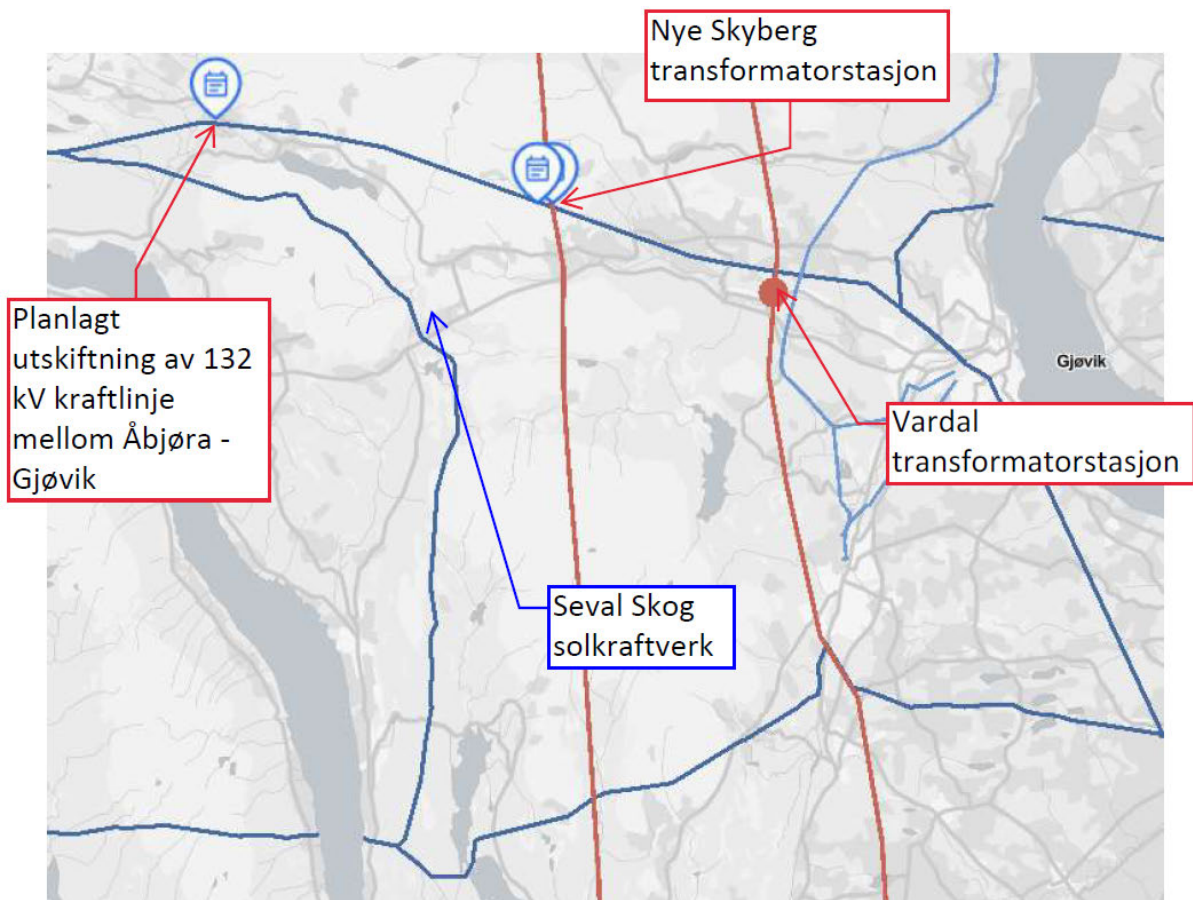 Nye Skyberg
transformatorstasjon
Planlagt
utskiftning av 132
kV kraftlinje
mellom Åbjøra -
Gjøvik
Gjøvik
Vardal
transformatorstasjon
Seval Skog
solkraftverk